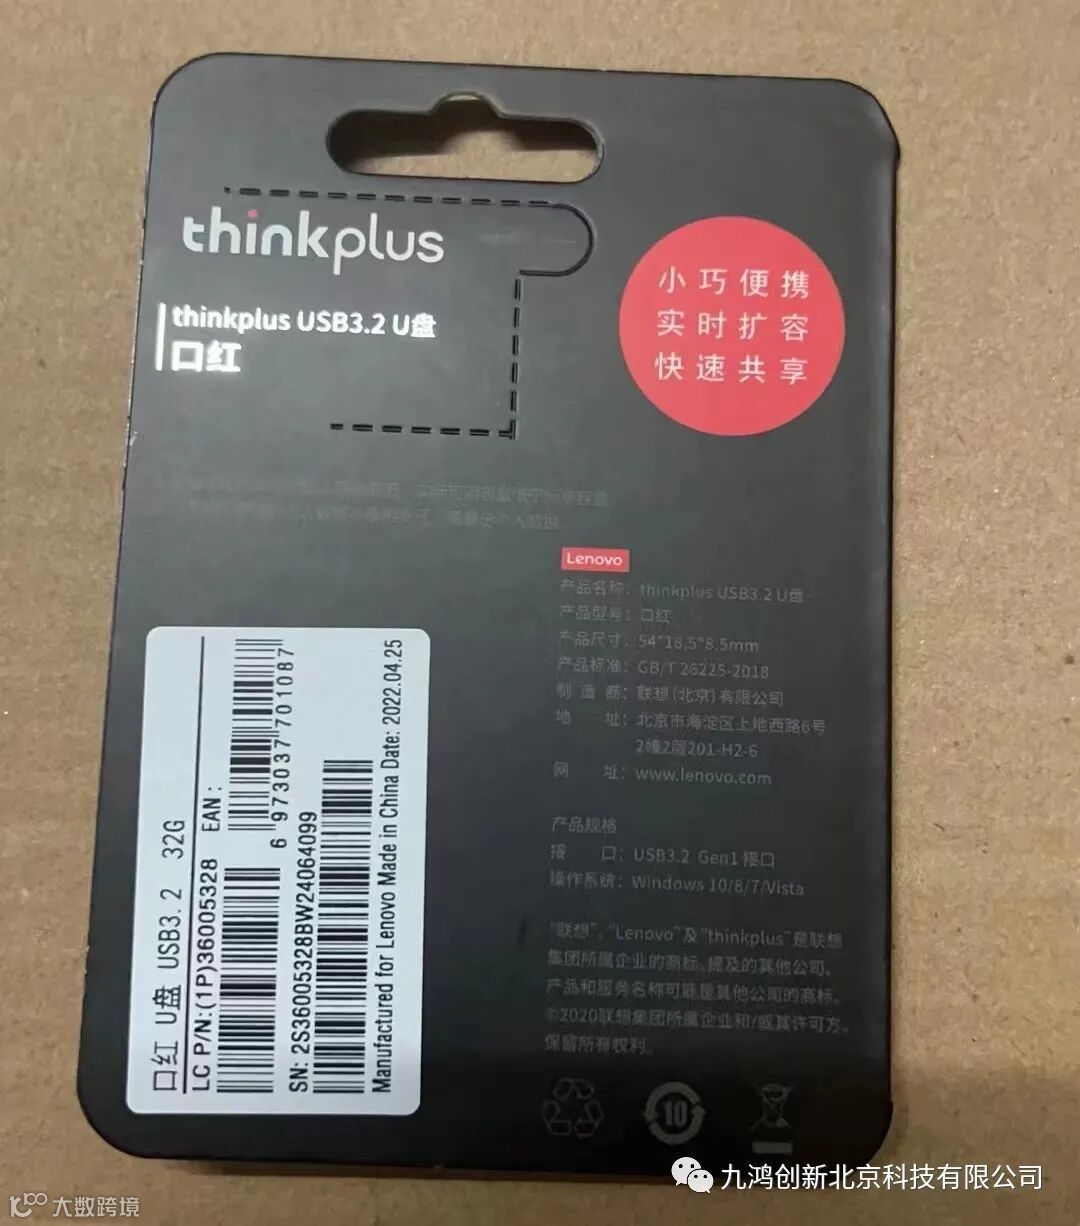 thinkplus
thinkplus USB3.2 U盘
口红
小巧便携
实时扩容
快速共享
Lenovo
产品名称：thinkplus USB3.2 U盘
产品型号：口红
产品尺寸：54*18.5*8.5mm
产品标准：GB/T 26225-2018
制 造 商：联想(北京)有限公司
地 址：北京市海淀区上地西路6号
2幢2层201-H2-6
网 址：www.lenovo.com
产品规格
接 口：USB3.2 Gen1 接口
操作系统：Windows 10/8/7/Vista
“联想”、“Lenovo”及“thinkplus”是联想
集团所属企业的商标。提及的其他公司、
产品和服务名称可能是其他公司的商标。
©2020联想集团所属企业和/或其许可方。
保留所有权利。
10
口红 U盘 USB3.2 32G
LC P/N:(1P)36005328
EAN:
6 973037 701087
SN: 2S36005328BW24064099
Manufactured for Lenovo Made in China Date: 2022.04.25
九鸿创新北京科技有限公司
大数跨境